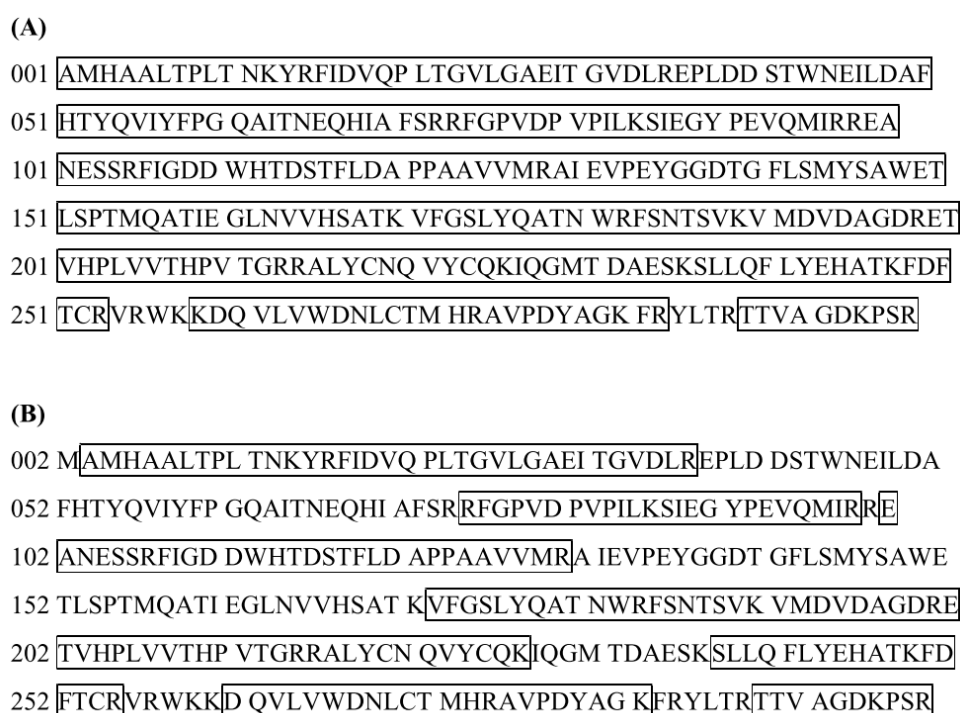 (A)
001 AMHAALTPLT NKYRFIDVQP LTGVLGAEIT GVDLREPLDD STWNEILDAF
051 HTYQVIYFPG QAITNEQHIA FSRRFGPVDP VPILKSIEGY PEVQMIRREA
101 NESSRFIGDD WHTDSTFLDA PPAAVVMRAI EVPEYGGDTG FLSMYSAWET
151 LSPTMQATIE GLNVVHSATK VFGSLYQATN WRFSNTSVKV MDVDAGDRET
201 VHPLVVTHPV TGRRALYCNQ VYCQKIQGMT DAESKSLLQF LYEHATKFDF
251 TCRVRWKKDQ VLVWDNLCTM HRAVPDYAGK FRYLTRTTVA GDKPSR
(B)
002 MAMHAALTPL TNKYRFIDVQ PLTGVLGAEI TGVDLREPLD DSTWNEILDA
052 FHTYQVIYFP GQAITNEQHI AFSRRFGPVD PVPILKSIEG YPEVQMIRRE
102 ANESSRFIGD DWHTDSTFLD APPAAVVMRA IEVPEYGGDT GFLSMYSAWE
152 TLSPTMQATI EGLNVVHSAT KVFGSLYQAT NWRFSNTSVK VMDVDAGDRE
202 TVHPLVVTHP VTGRRALYCN QVYCQKIQGM TDAESKSLLQ FLYEHATKFD
252 FTCRVRWKKD QVLVWDNLCT MHRAVPDYAG KFRYLTRTTV AGDKPSR